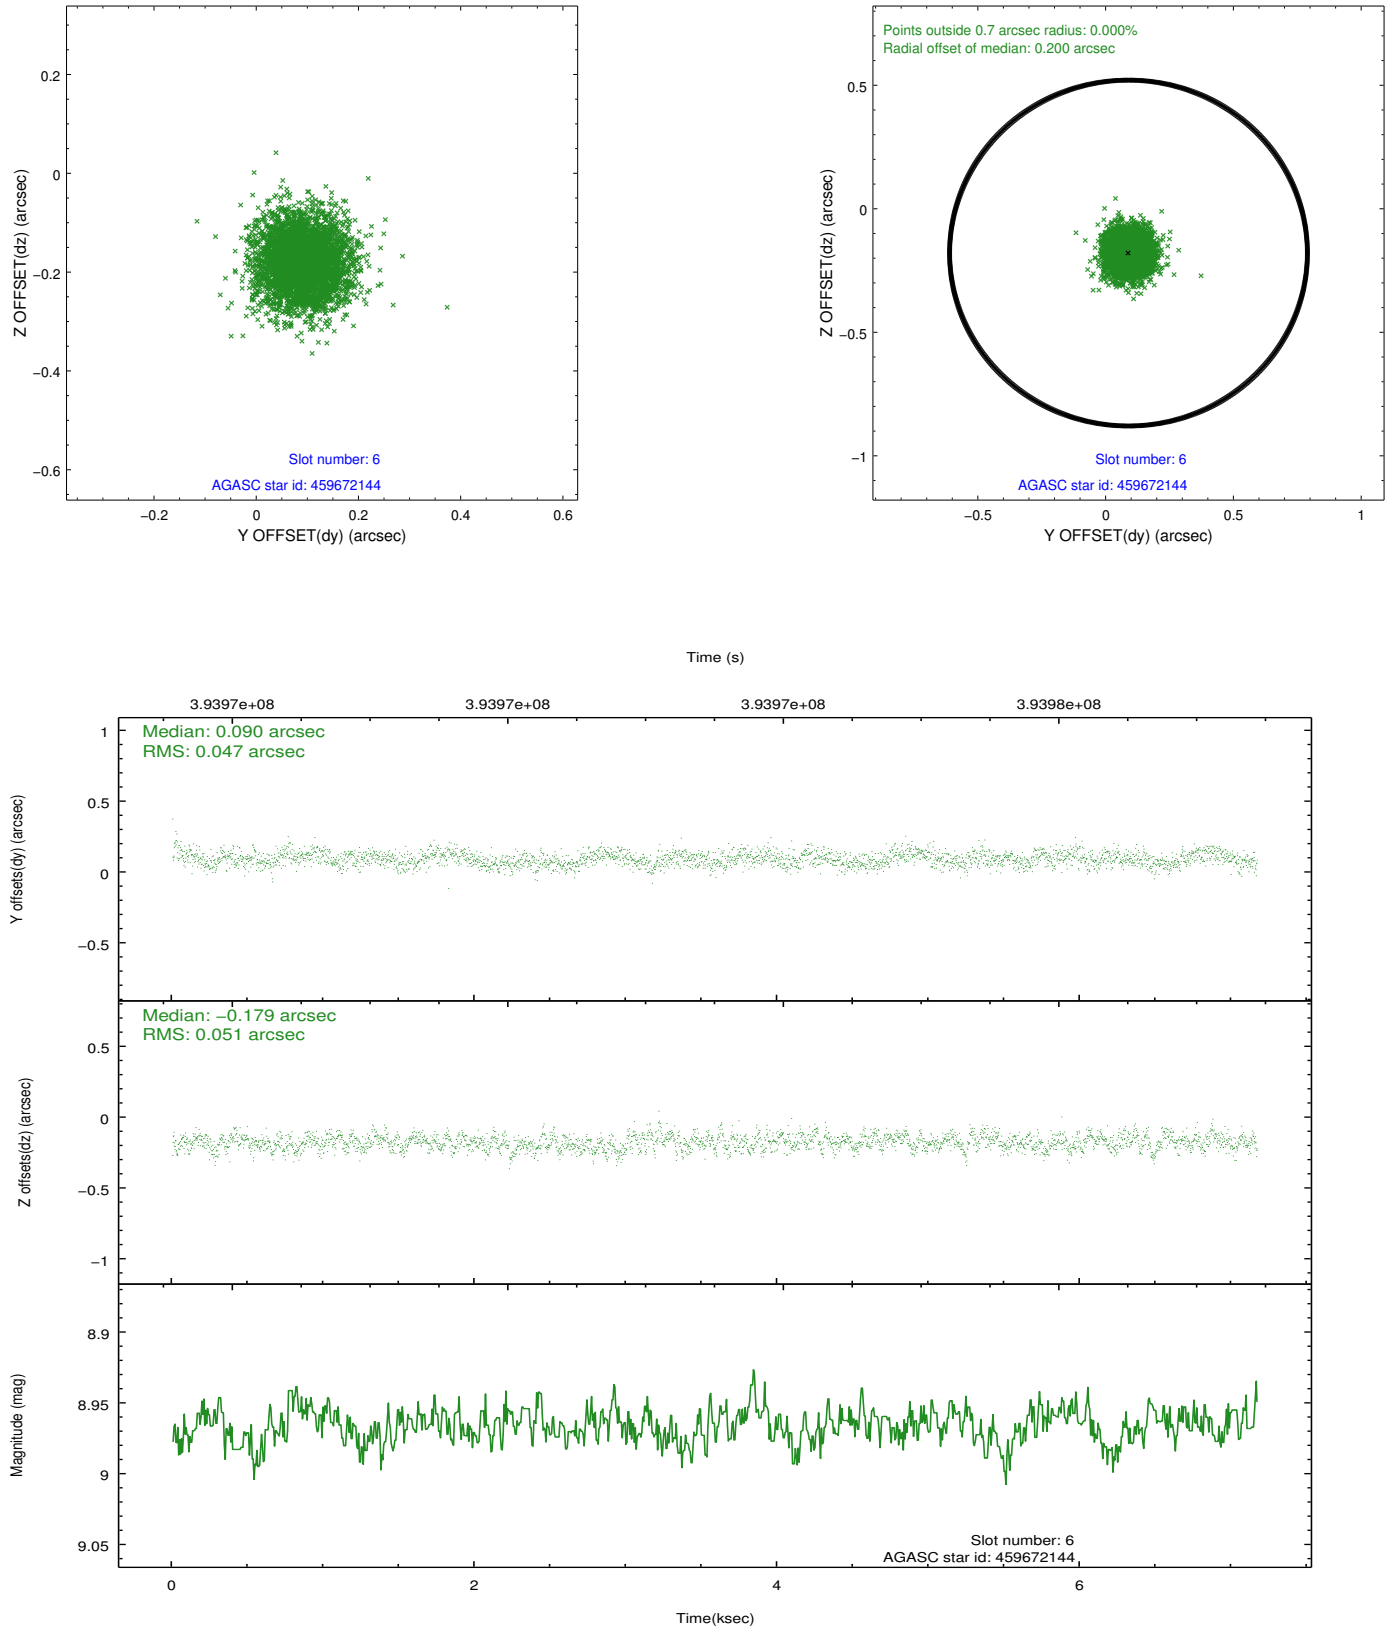 0.2
0
−0.2
−0.4
−0.6
Z OFFSET(dz) (arcsec)
Slot number: 6
AGASC star id: 459672144
−0.2 0 0.2 0.4 0.6
Y OFFSET(dy) (arcsec)
Points outside 0.7 arcsec radius: 0.000%
Radial offset of median: 0.200 arcsec
0.5
0
−0.5
−1
Z OFFSET(dz) (arcsec)
Slot number: 6
AGASC star id: 459672144
−0.5 0 0.5 1
Y OFFSET(dy) (arcsec)
Time (s)
3.9397e+08 3.9397e+08 3.9397e+08 3.9398e+08
Median: 0.090 arcsec
RMS: 0.047 arcsec
1
0.5
0
−0.5
Y offsets(dy) (arcsec)
Median: −0.179 arcsec
RMS: 0.051 arcsec
0.5
0
−0.5
−1
Z offsets(dz) (arcsec)
8.9
8.95
9
9.05
Magnitude (mag)
Slot number: 6
AGASC star id: 459672144
0 2 4 6
Time(ksec)